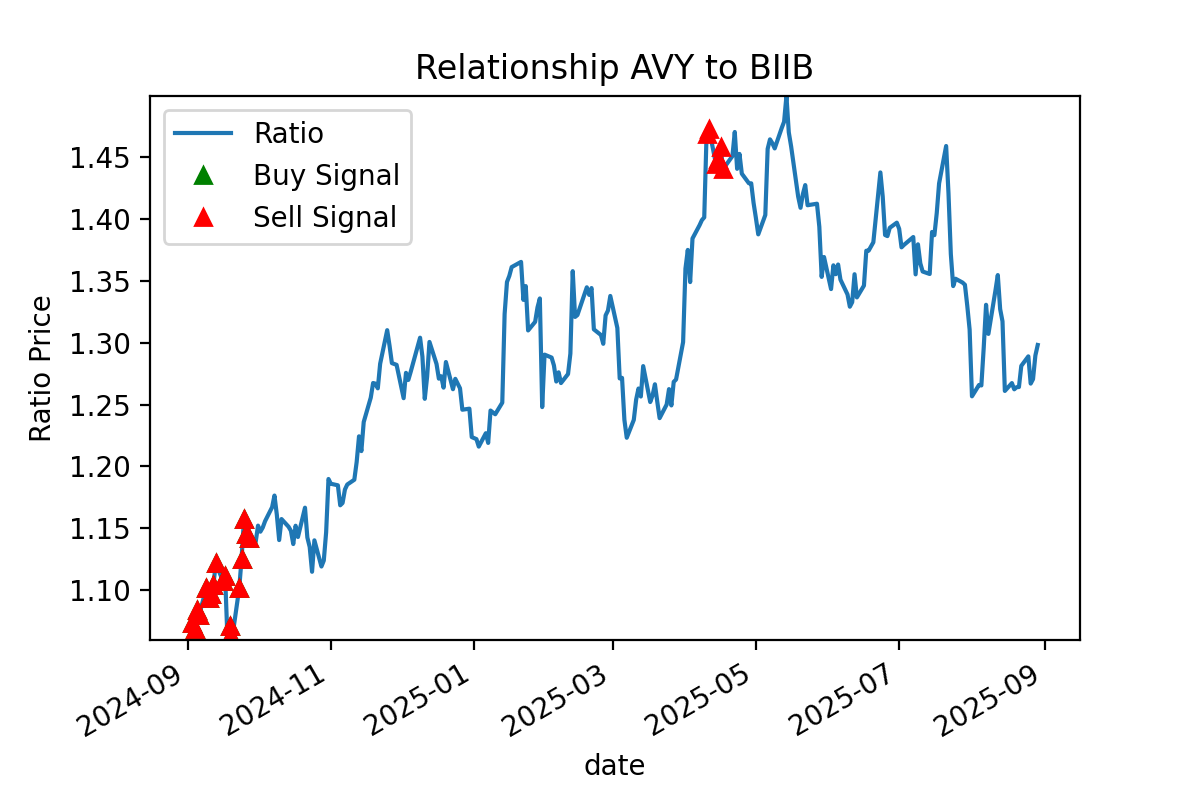 Relationship AVY to BIIB
Ratio
Buy Signal
Sell Signal
Ratio Price
1.45
1.40
1.35
1.30
1.25
1.20
1.15
1.10
2024-09
2024-11
2025-01
2025-03
2025-05
2025-07
2025-09
date